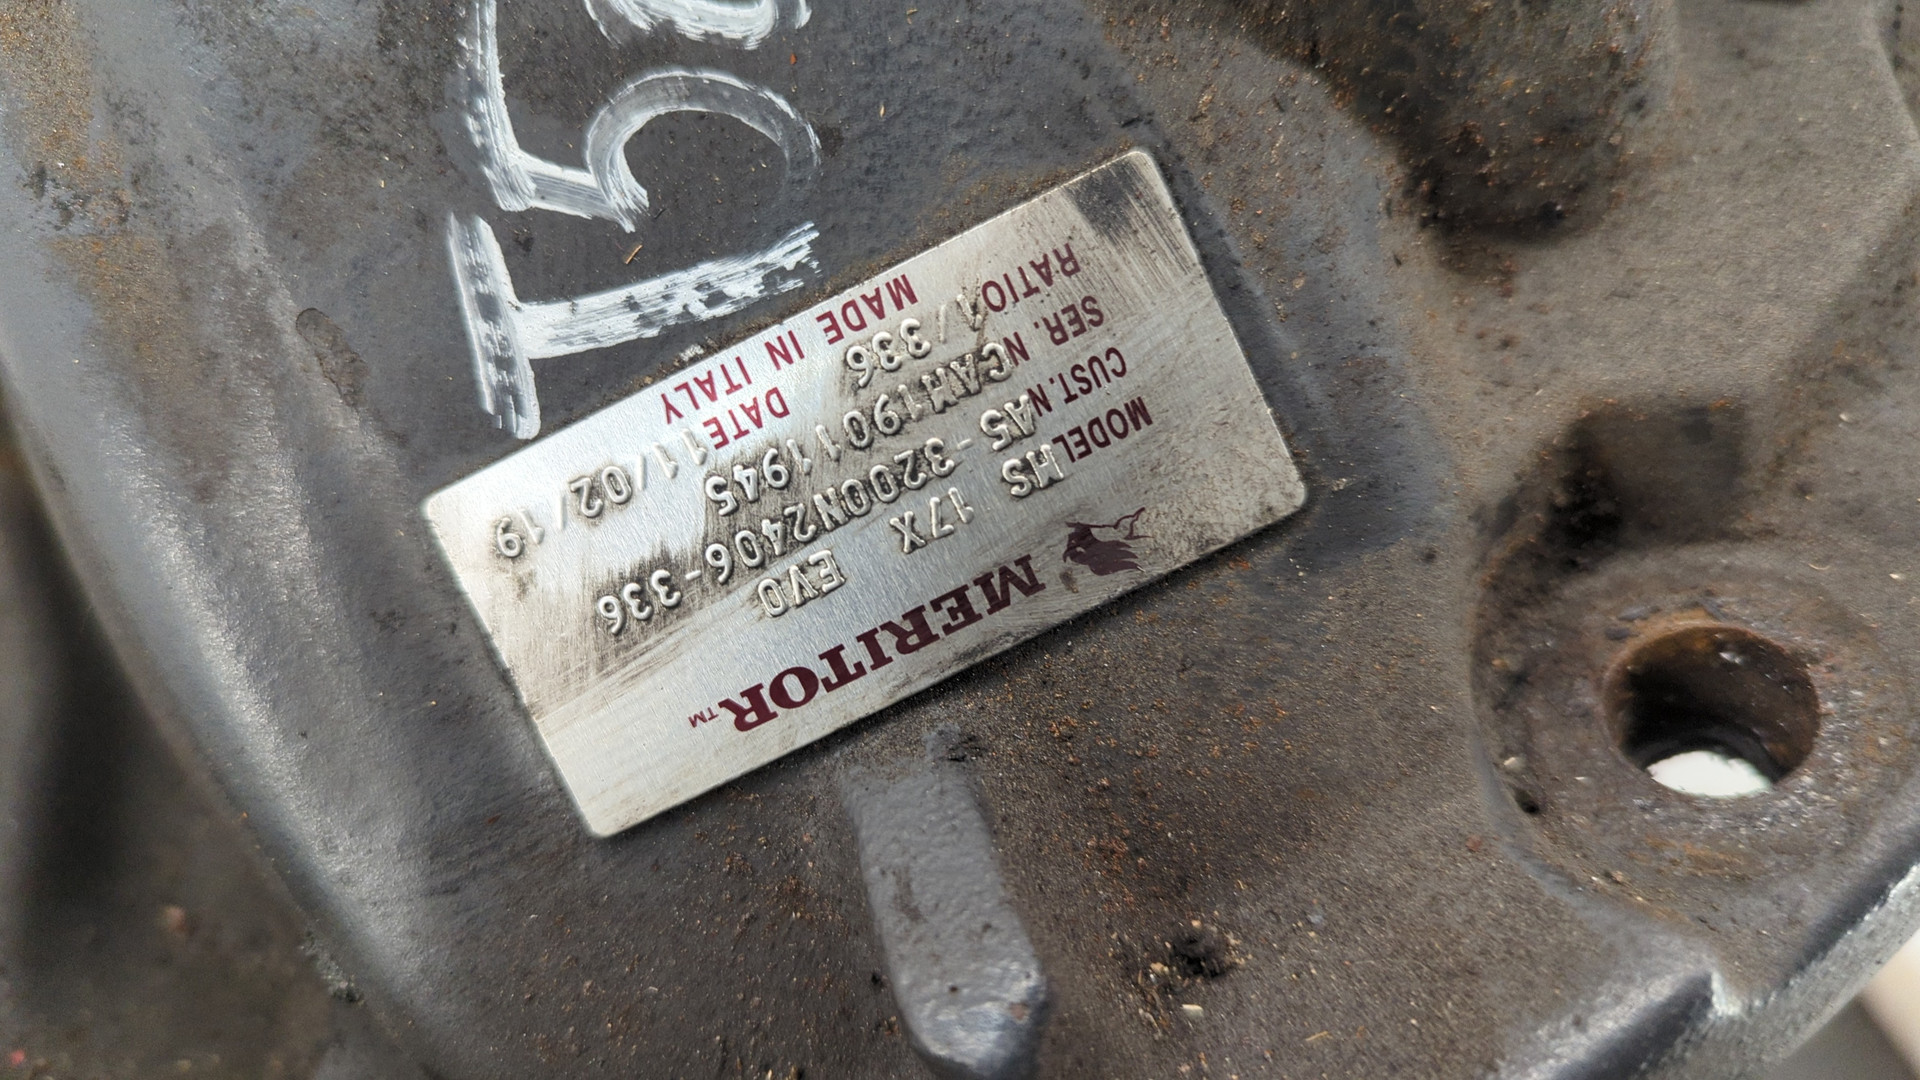 MERITOR™
MODEL MS 17X EVO
CUST.N. A5-3200N2406-336
SER. N. CAM19011945
RATIO 1/336 DATE 11/02/19
MADE IN ITALY